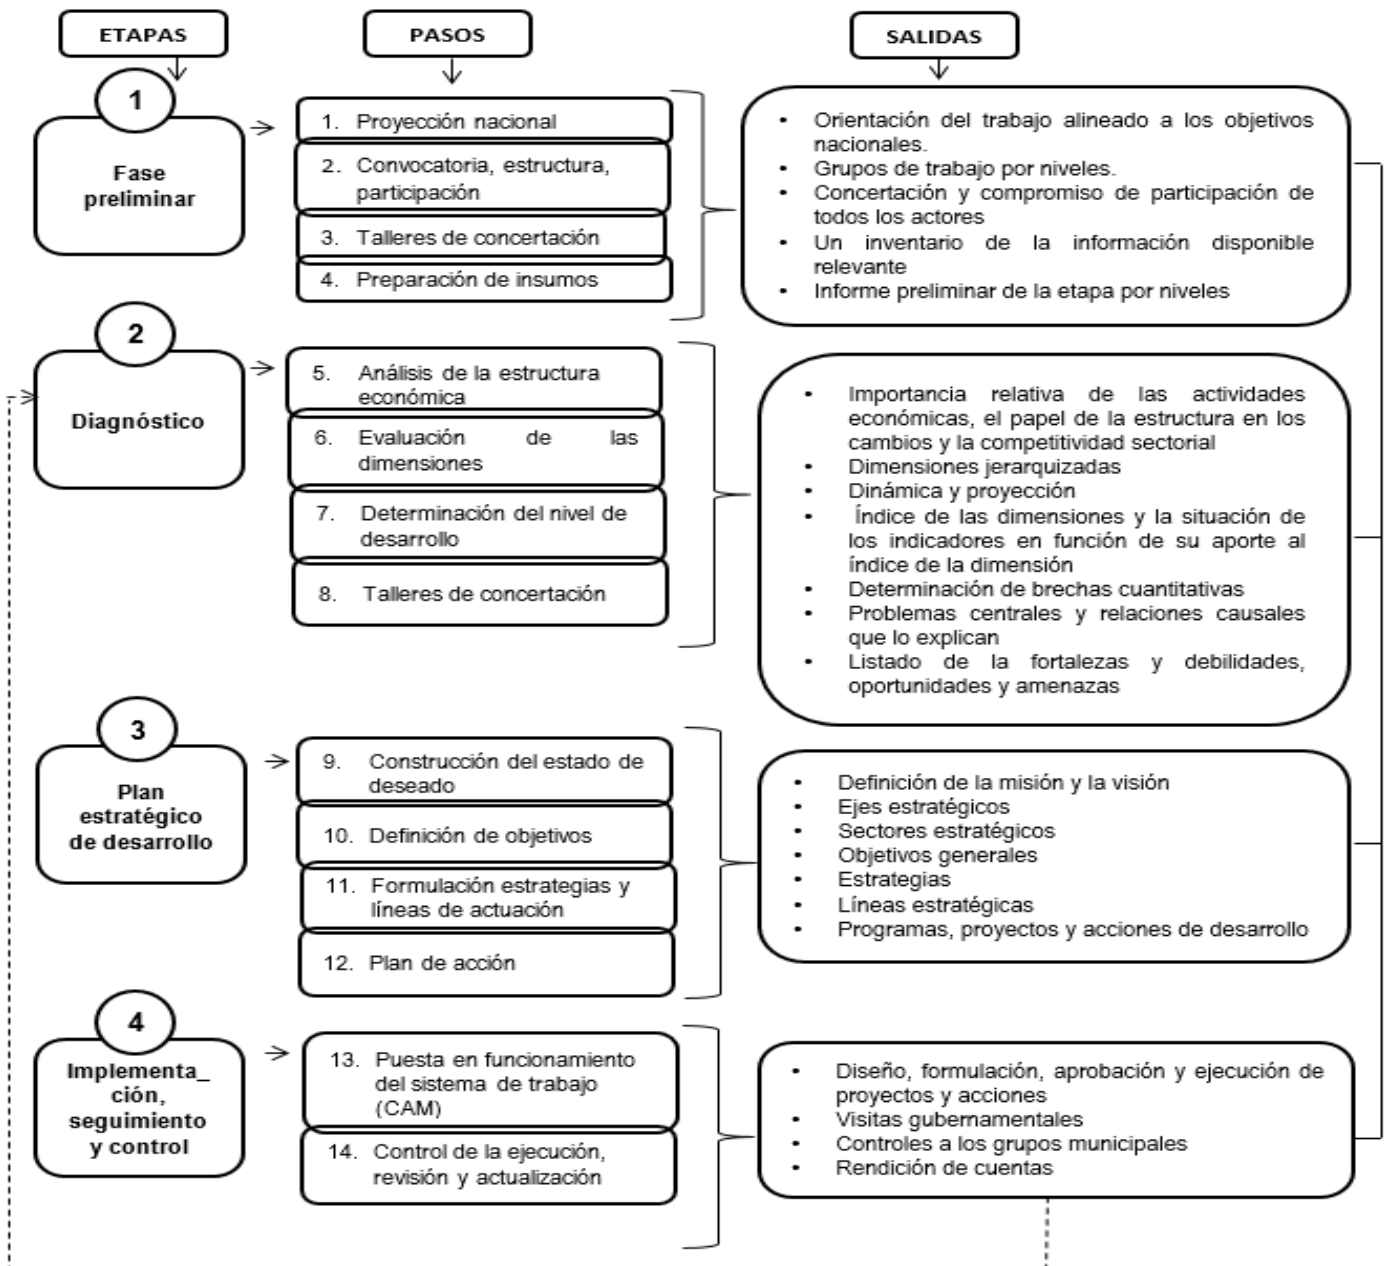 ETAPAS
PASOS
SALIDAS
1
Fase
preliminar
1. Proyección nacional
2. Convocatoria, estructura,
participación
3. Talleres de concertación
4. Preparación de insumos
• Orientación del trabajo alineado a los objetivos
nacionales.
• Grupos de trabajo por niveles.
• Concertación y compromiso de participación de
todos los actores
• Un inventario de la información disponible
relevante
• Informe preliminar de la etapa por niveles
2
Diagnóstico
5. Análisis de la estructura
económica
6. Evaluación de las
dimensiones
7. Determinación del nivel de
desarrollo
8. Talleres de concertación
• Importancia relativa de las actividades
económicas, el papel de la estructura en los
cambios y la competitividad sectorial
• Dimensiones jerarquizadas
• Dinámica y proyección
• Índice de las dimensiones y la situación de
los indicadores en función de su aporte al
índice de la dimensión
• Determinación de brechas cuantitativas
• Problemas centrales y relaciones causales
que lo explican
• Listado de la fortalezas y debilidades,
oportunidades y amenazas
3
Plan
estratégico
de desarrollo
9. Construcción del estado de
deseado
10. Definición de objetivos
11. Formulación estrategias y
líneas de actuación
12. Plan de acción
• Definición de la misión y la visión
• Ejes estratégicos
• Sectores estratégicos
• Objetivos generales
• Estrategias
• Líneas estratégicas
• Programas, proyectos y acciones de desarrollo
4
Implementa_
ción,
seguimiento
y control
13. Puesta en funcionamiento
del sistema de trabajo
(CAM)
14. Control de la ejecución,
revisión y actualización
• Diseño, formulación, aprobación y ejecución de
proyectos y acciones
• Visitas gubernamentales
• Controles a los grupos municipales
• Rendición de cuentas